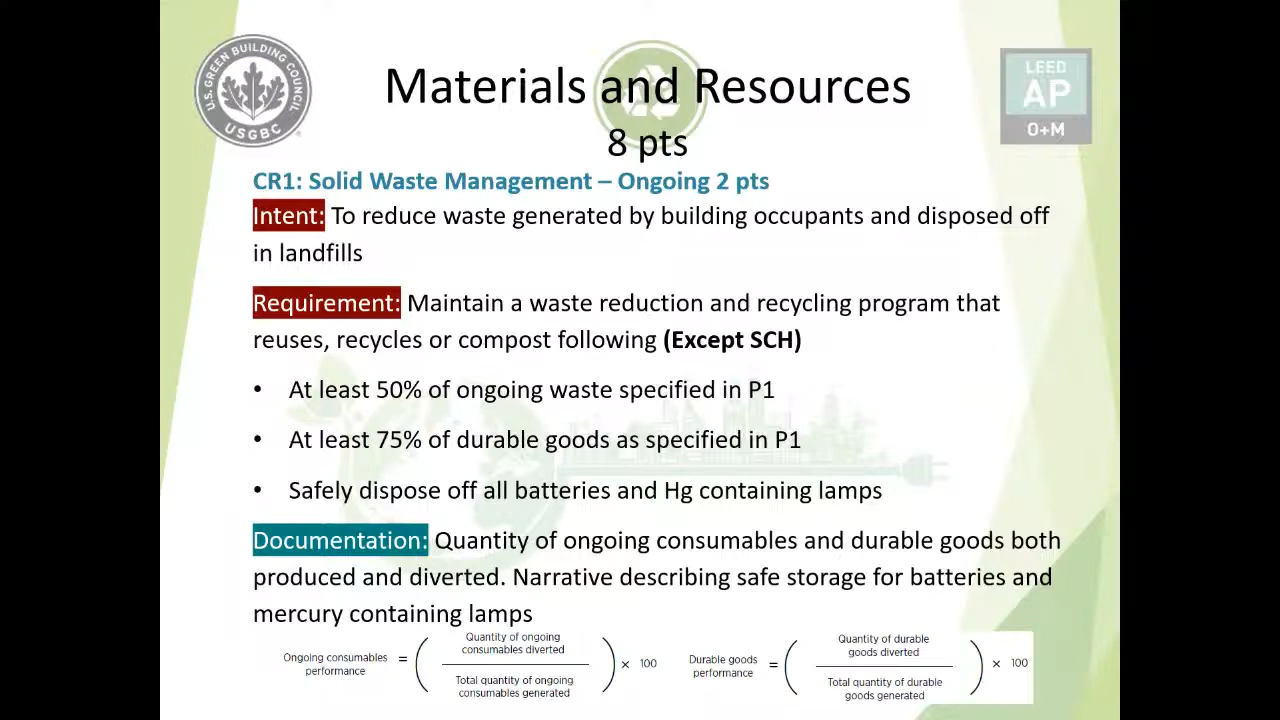 U.S. GREEN BUILDING COUNCIL
USGBC
Materials and Resources
8 pts
LEED
AP
O+M
CR1: Solid Waste Management – Ongoing 2 pts
Intent: To reduce waste generated by building occupants and disposed off
in landfills
Requirement: Maintain a waste reduction and recycling program that
reuses, recycles or compost following (Except SCH)
• At least 50% of ongoing waste specified in P1
• At least 75% of durable goods as specified in P1
• Safely dispose off all batteries and Hg containing lamps
Documentation: Quantity of ongoing consumables and durable goods both
produced and diverted. Narrative describing safe storage for batteries and
mercury containing lamps
Ongoing consumables
performance
=
(
Quantity of ongoing
consumables diverted
Total quantity of ongoing
consumables generated
)
× 100
Durable goods
performance
=
(
Quantity of durable
goods diverted
Total quantity of durable
goods generated
)
× 100